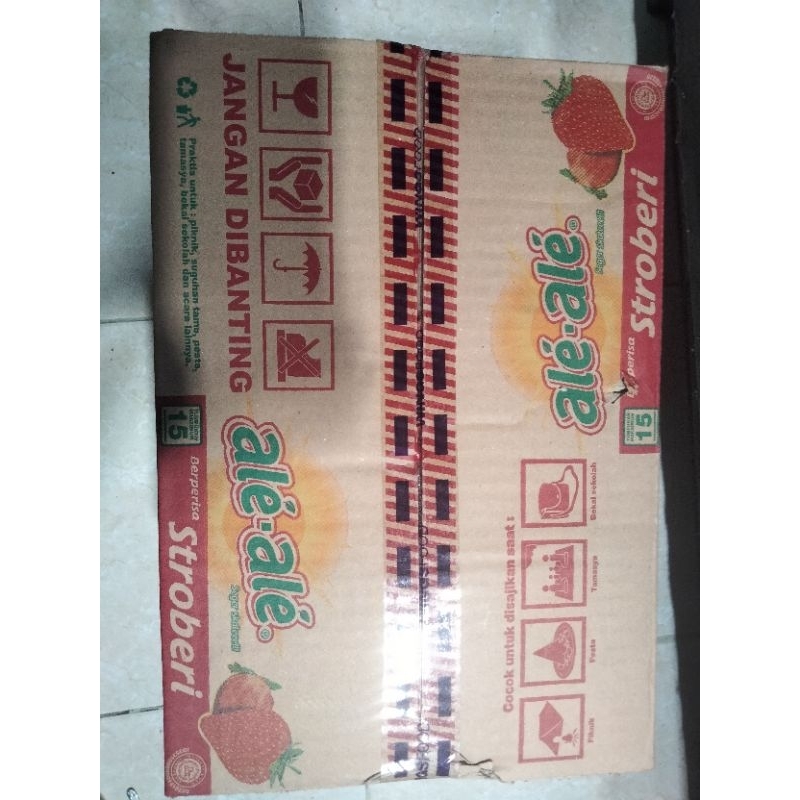 JANGAN DIBANTING
Praktis untuk : piknik, suguhan tamu, pesta,
tamasya, bekal sekolah dan acara lainnya.
15
alé-alé®
Berperisa
Stroberi
alé-alé®
Berperisa
Stroberi
15
Cocok untuk disajikan saat :
Piknik
Pesta
Tamasya
Bekal sekolah